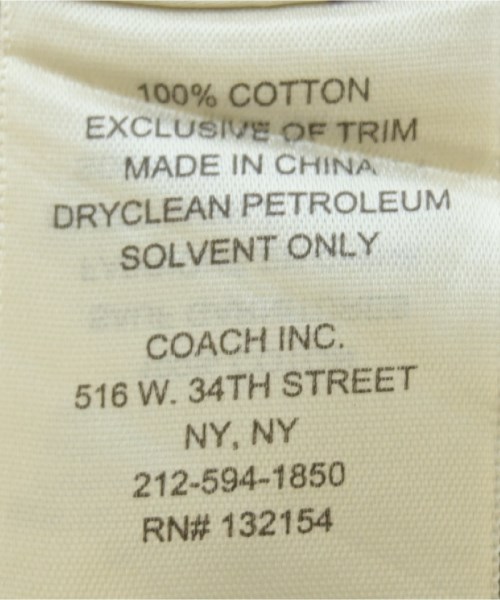 100% COTTON
EXCLUSIVE OF TRIM
MADE IN CHINA
DRYCLEAN PETROLEUM
SOLVENT ONLY
COACH INC.
516 W. 34TH STREET
NY, NY
212-594-1850
RN# 132154